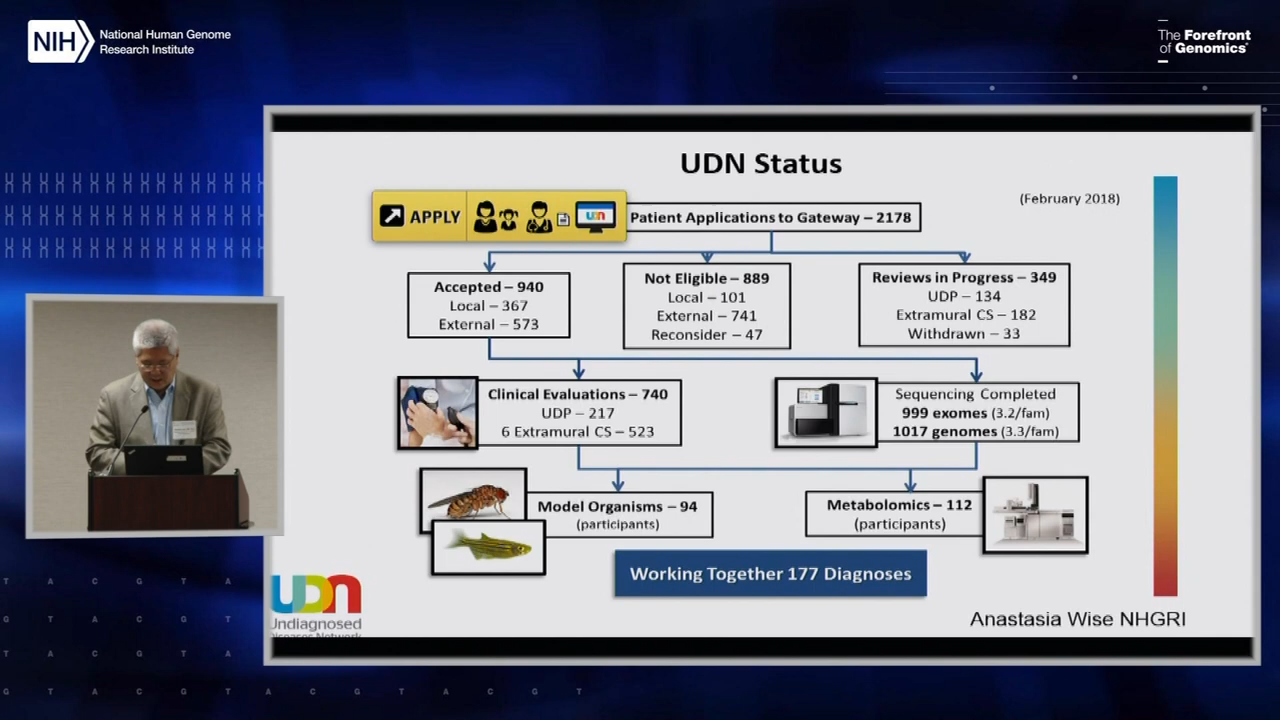 NIH
National Human Genome
Research Institute
The Forefront
of Genomics®
UDN Status
(February 2018)
APPLY
UDN
Patient Applications to Gateway – 2178
Accepted – 940
Local – 367
External – 573
Not Eligible – 889
Local – 101
External – 741
Reconsider – 47
Reviews in Progress – 349
UDP – 134
Extramural CS – 182
Withdrawn – 33
Clinical Evaluations – 740
UDP – 217
6 Extramural CS – 523
Sequencing Completed
999 exomes (3.2/fam)
1017 genomes (3.3/fam)
Model Organisms – 94
(participants)
Metabolomics – 112
(participants)
Working Together 177 Diagnoses
UDN
Undiagnosed
Diseases Network
Anastasia Wise NHGRI
T A C G T A
G T A C G T
T A C G T A
G T A C G T A C G T A C G T